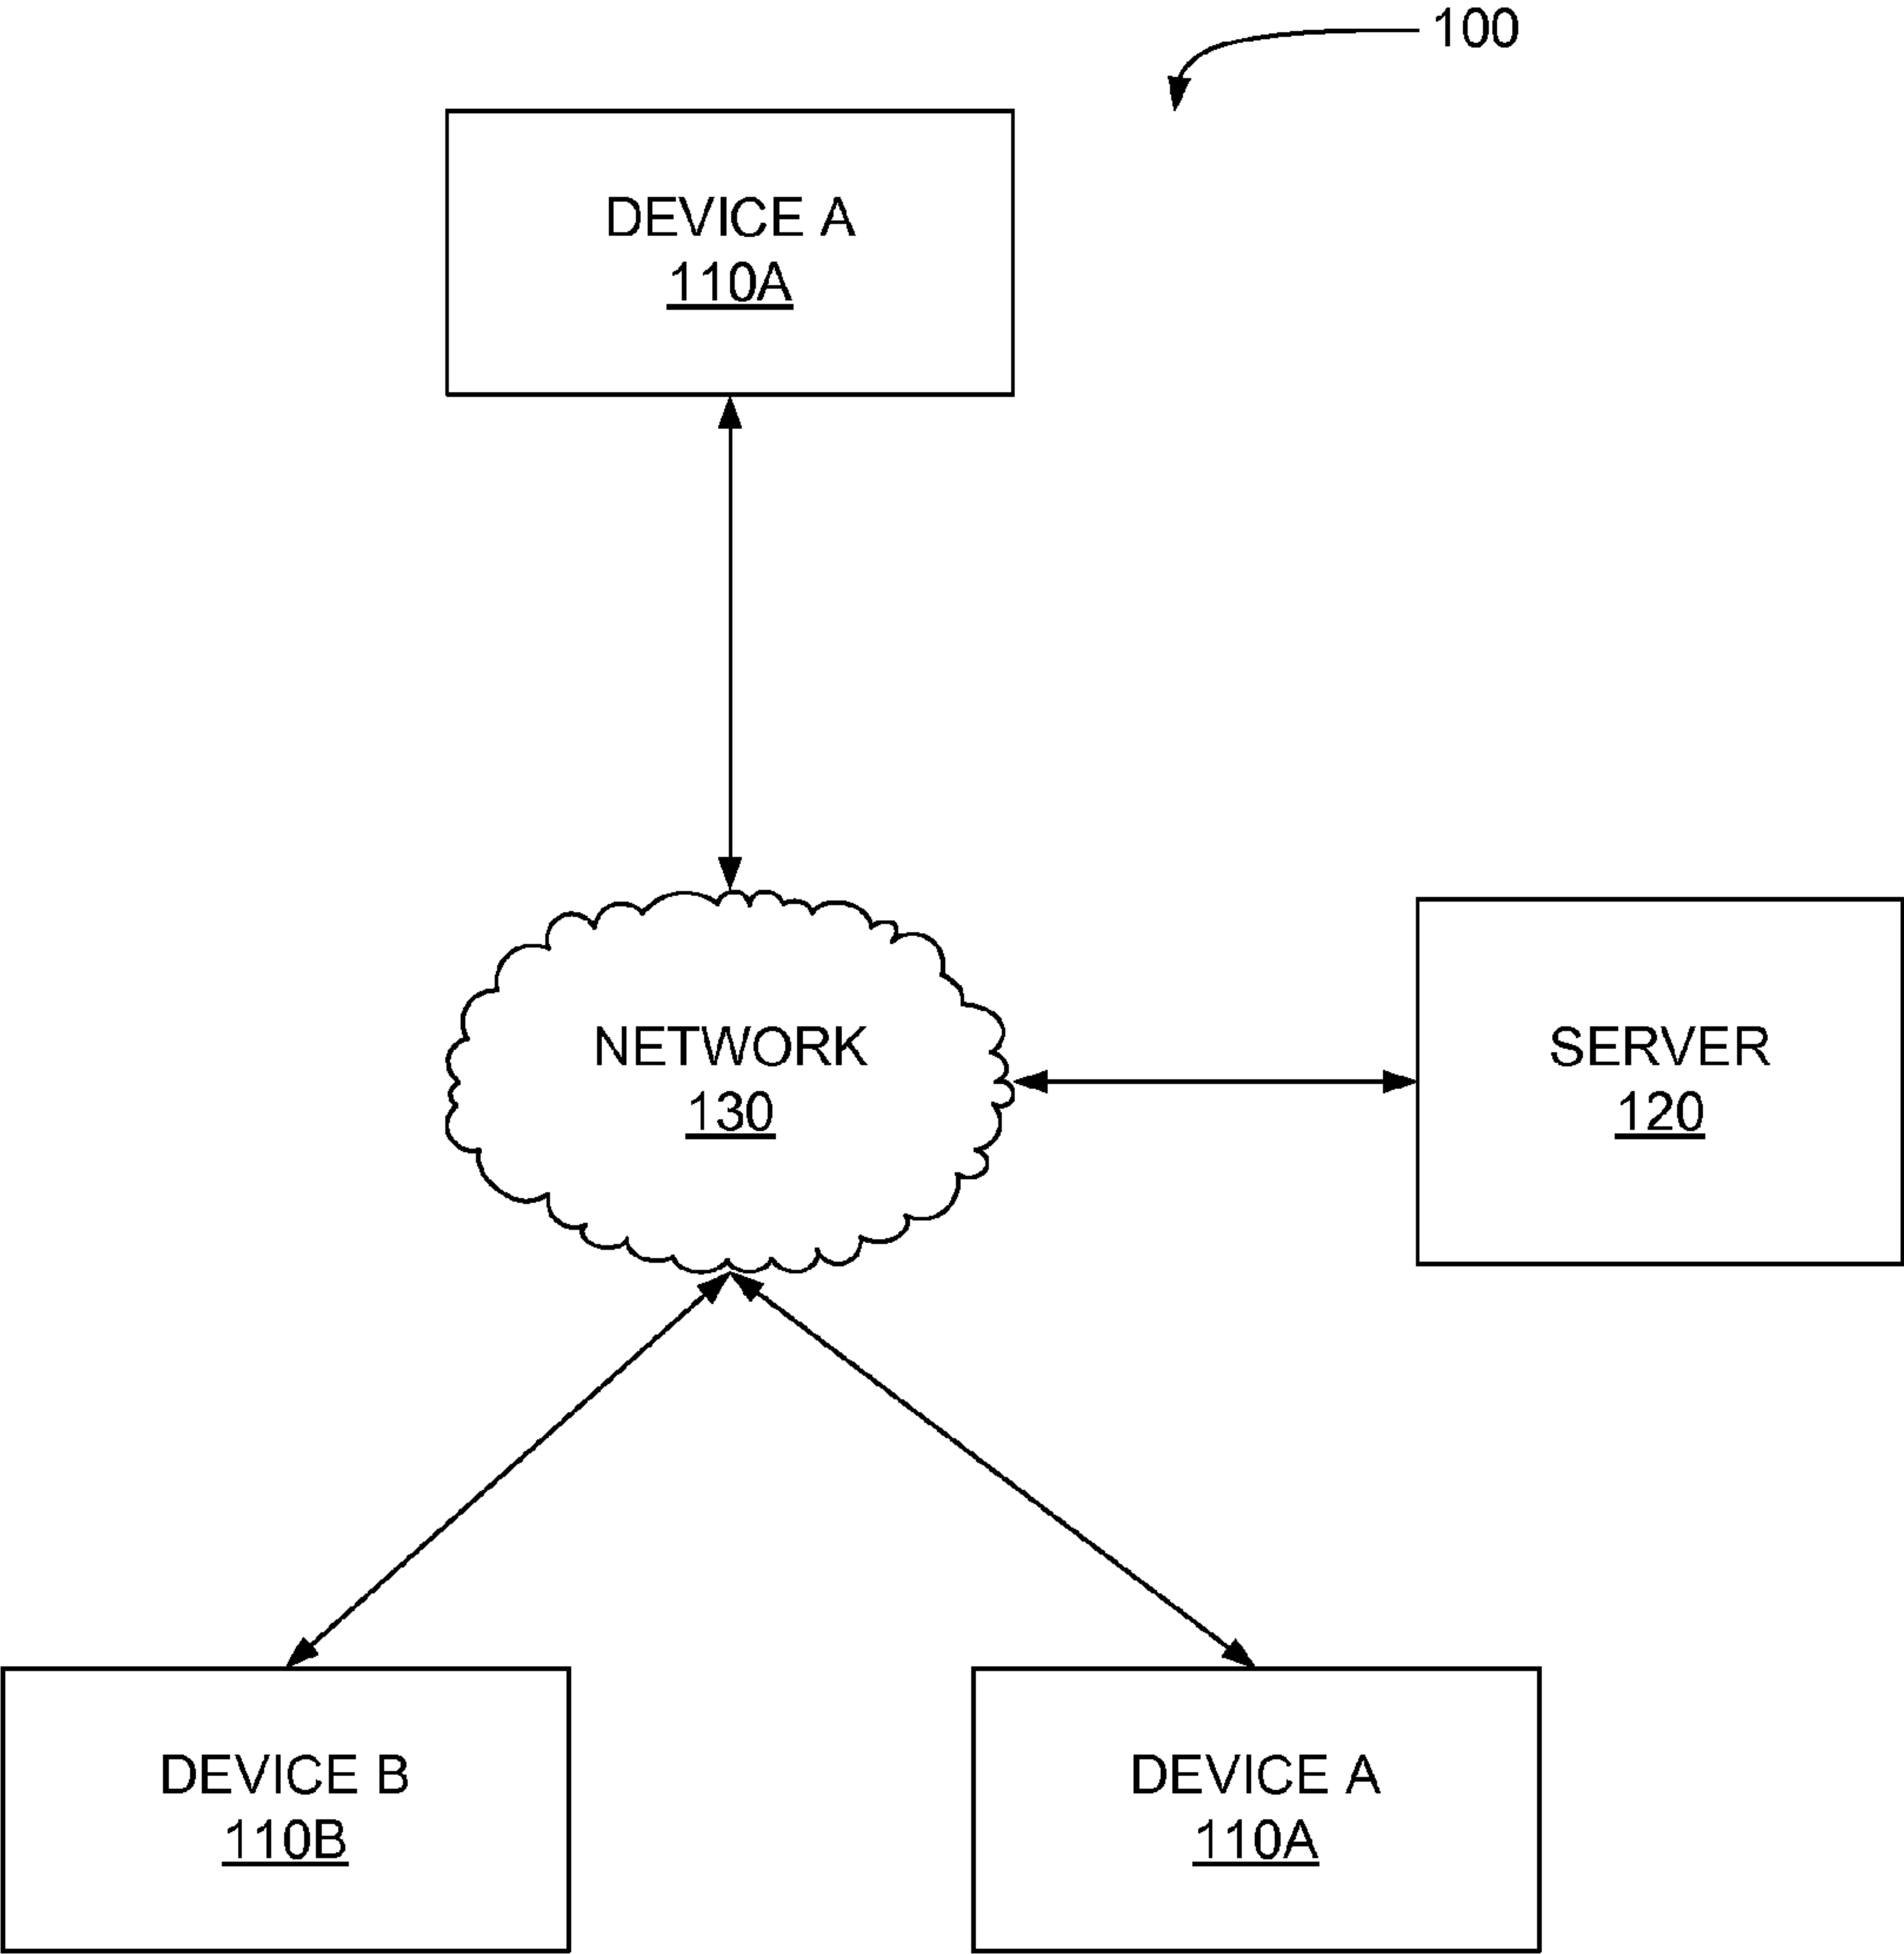 100
DEVICE A
110A
NETWORK
130
SERVER
120
DEVICE B
110B
DEVICE A
110A